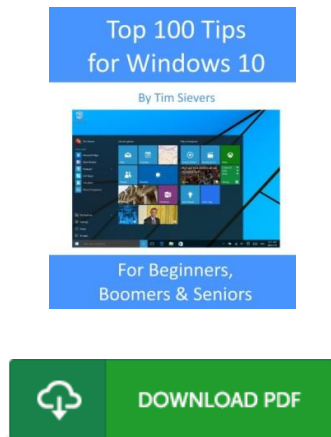 Top 100 Tips
for Windows 10
By Tim Sievers
For Beginners,
Boomers & Seniors
DOWNLOAD PDF